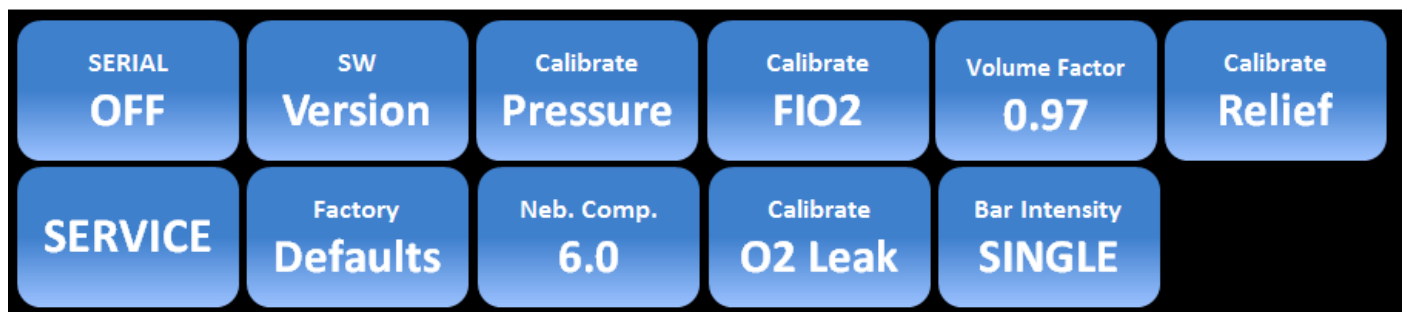 SERIAL
OFF
SW
Version
Calibrate
Pressure
Calibrate
FIO2
Volume Factor
0.97
Calibrate
Relief
SERVICE
Factory
Defaults
Neb. Comp.
6.0
Calibrate
O2 Leak
Bar Intensity
SINGLE